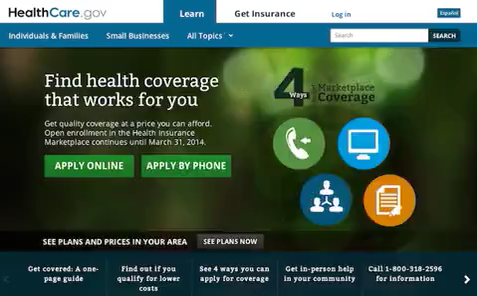 HealthCare.gov
Learn
Get Insurance
Log in
Español
Individuals & Families
Small Businesses
All Topics
Search
SEARCH
Find health coverage
that works for you
Get quality coverage at a price you can afford.
Open enrollment in the Health Insurance
Marketplace continues until March 31, 2014.
APPLY ONLINE
APPLY BY PHONE
4 Ways
Marketplace
Coverage
SEE PLANS AND PRICES IN YOUR AREA
SEE PLANS NOW
Get covered: A one-
page guide
Find out if you
qualify for lower
costs
See 4 ways you can
apply for coverage
Get in-person help
in your community
Call 1-800-318-2596
for information